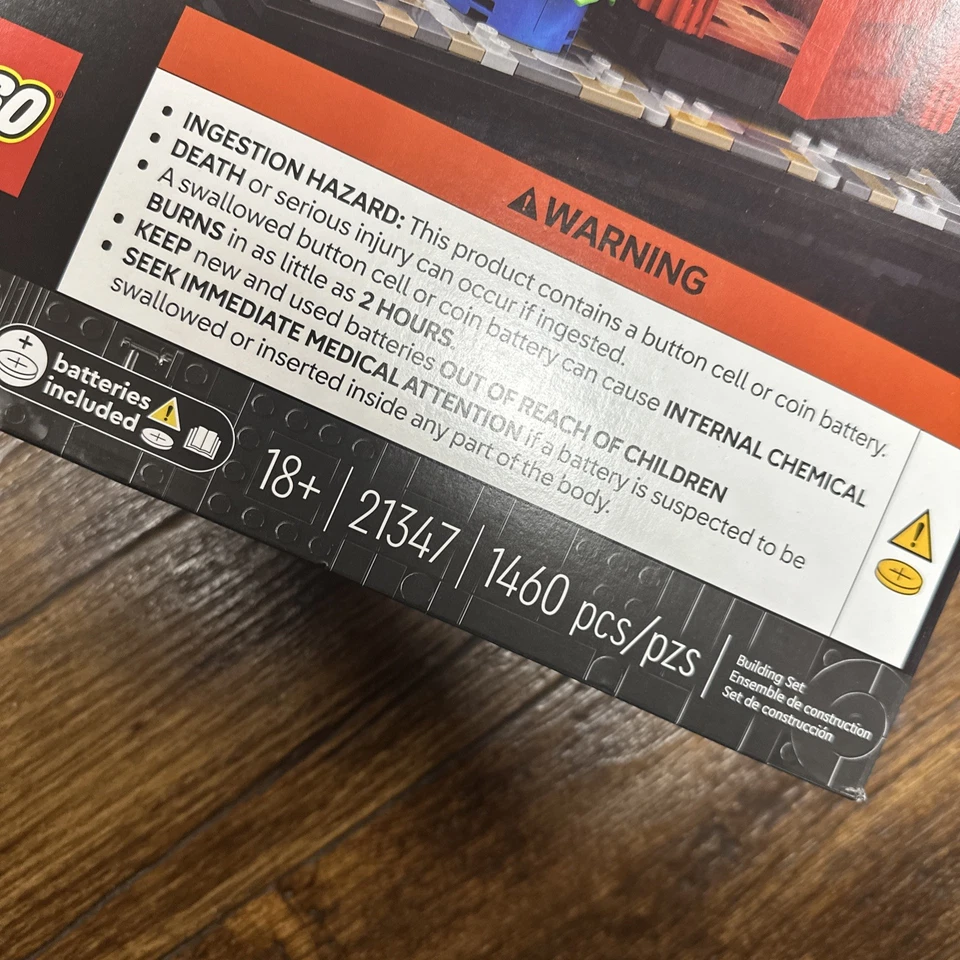 WARNING
• INGESTION HAZARD: This product contains a button cell or coin battery.
• DEATH or serious injury can occur if ingested.
• A swallowed button cell or coin battery can cause INTERNAL CHEMICAL
BURNS in as little as 2 HOURS.
• KEEP new and used batteries OUT OF REACH OF CHILDREN
• SEEK IMMEDIATE MEDICAL ATTENTION if a battery is suspected to be
swallowed or inserted inside any part of the body.
batteries
included
18+ | 21347 | 1460 pcs/pzs
Building Set
Ensemble de construction
Set de construcción